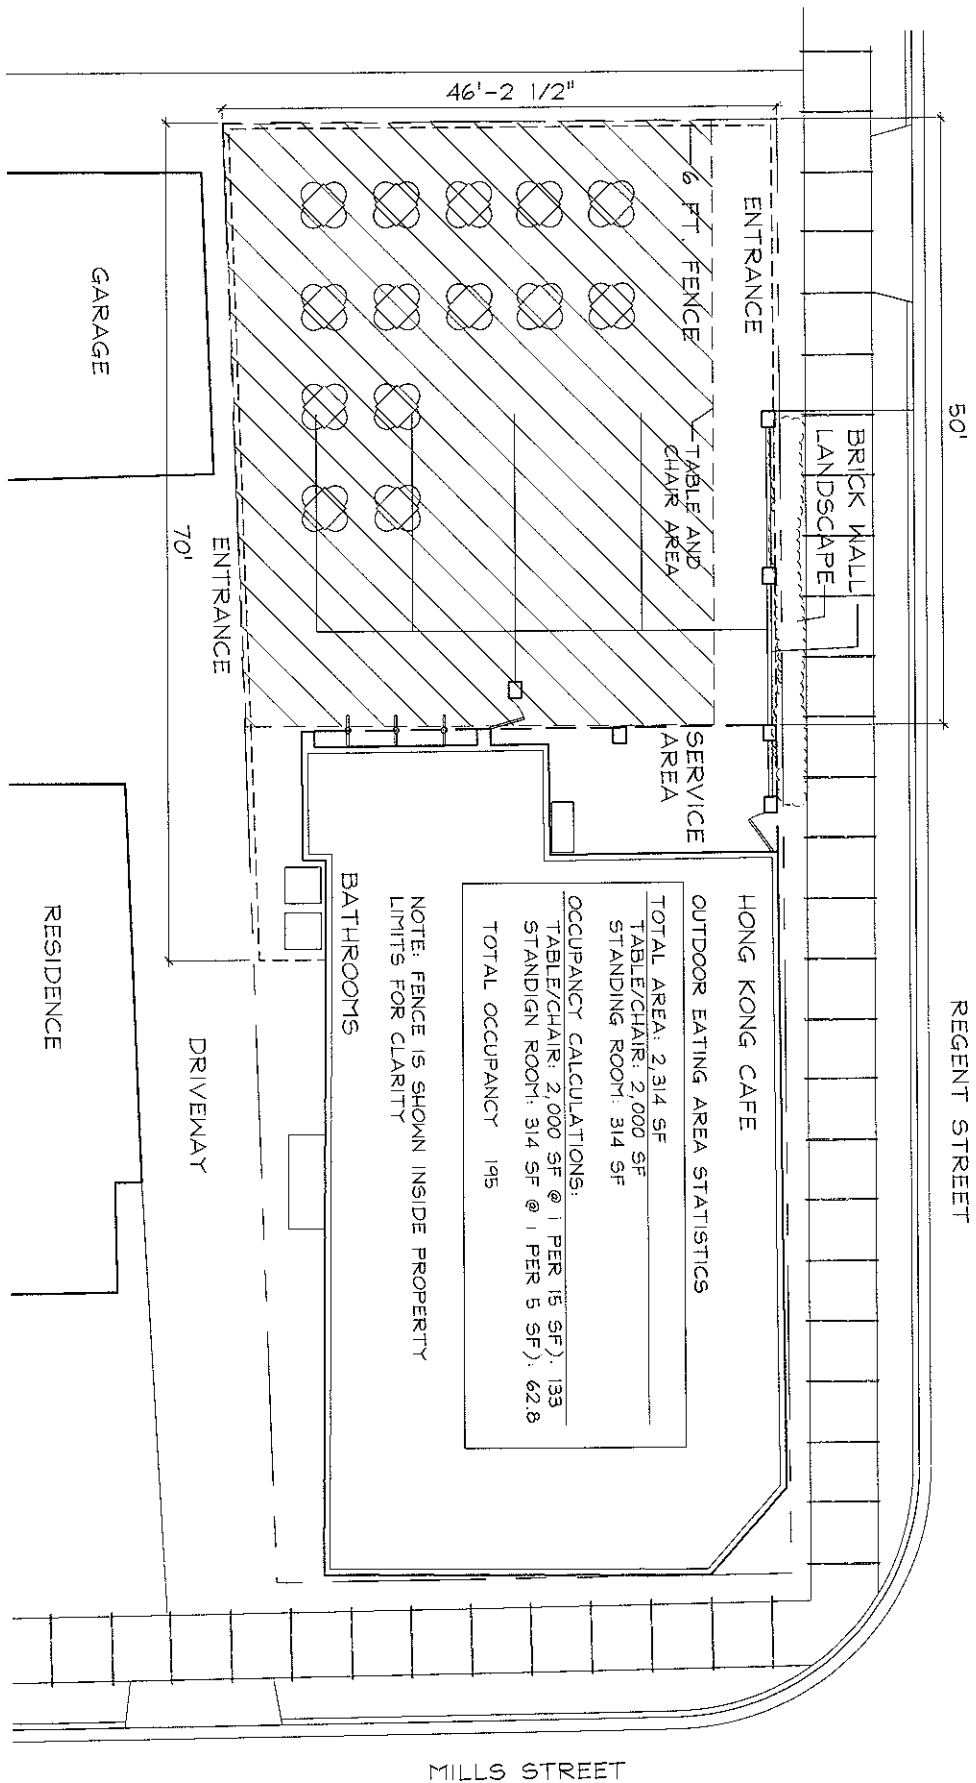 46'-2 1/2"
50'
REGENT STREET
ENTRANCE
6 FT. FENCE
BRICK WALL
LANDSCAPE
TABLE AND
CHAIR AREA
GARAGE
70'
ENTRANCE
SERVICE
AREA
HONG KONG CAFE
OUTDOOR EATING AREA STATISTICS
TOTAL AREA: 2,314 SF
TABLE/CHAIR: 2,000 SF
STANDING ROOM: 314 SF
OCCUPANCY CALCULATIONS:
TABLE/CHAIR: 2,000 SF @ 1 PER 15 SF): 133
STANDIGN ROOM: 314 SF @ 1 PER 5 SF): 62.8
TOTAL OCCUPANCY 195
NOTE: FENCE IS SHOWN INSIDE PROPERTY
LIMITS FOR CLARITY
BATHROOMS
RESIDENCE
DRIVEWAY
MILLS STREET